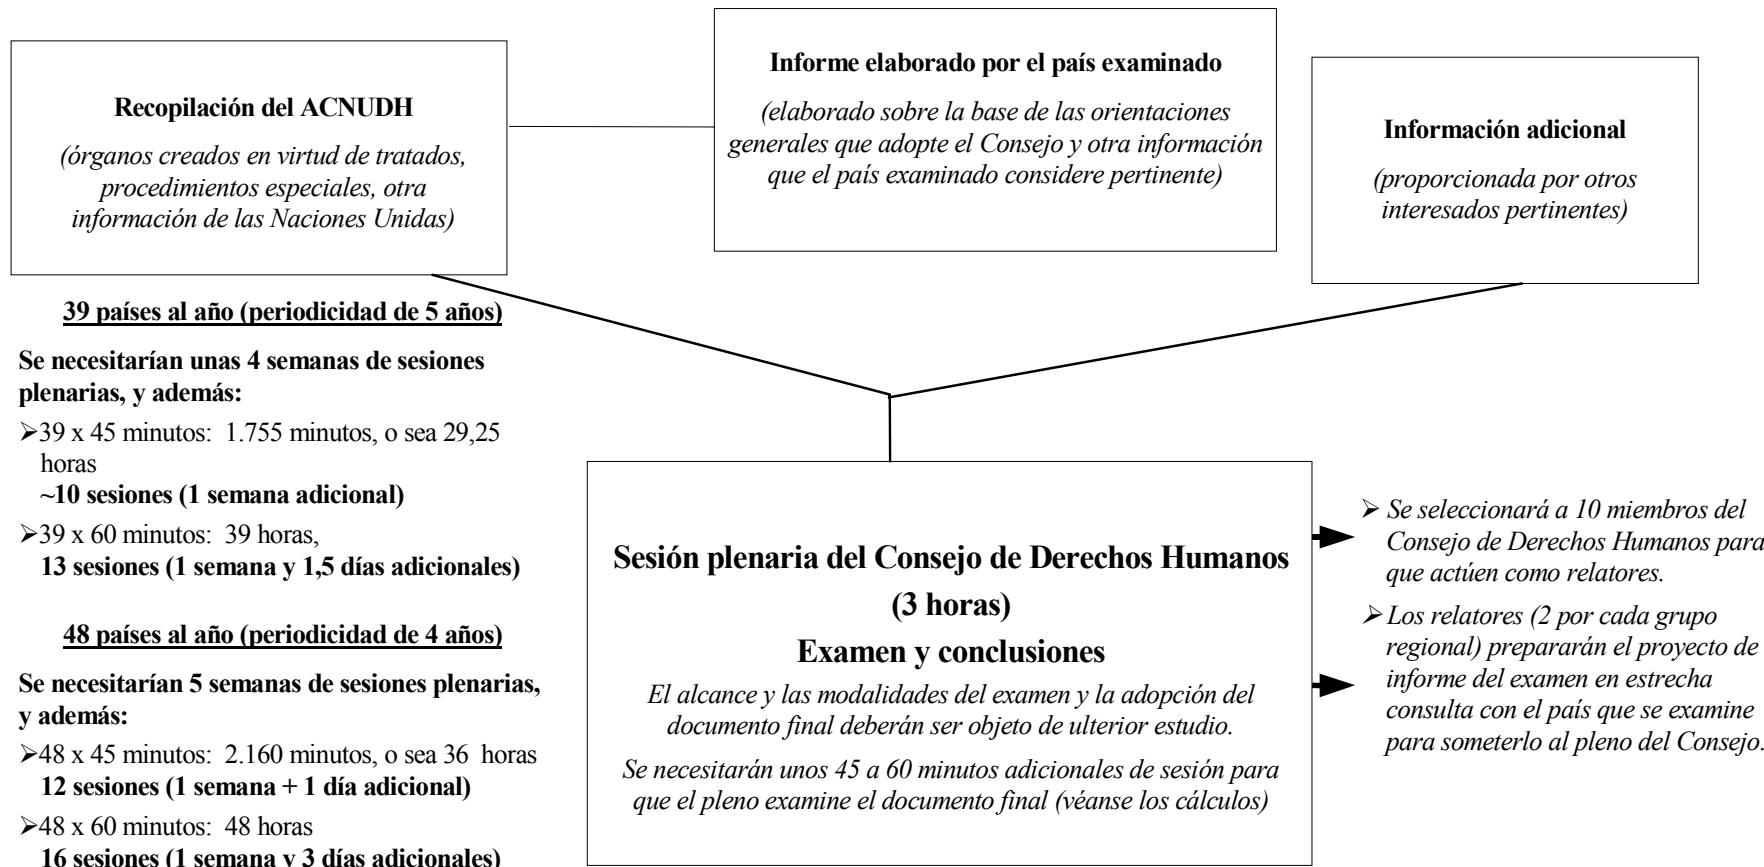 Recopilación del ACNUDH
(órganos creados en virtud de tratados,
procedimientos especiales, otra
información de las Naciones Unidas)
Informe elaborado por el país examinado
(elaborado sobre la base de las orientaciones
generales que adopte el Consejo y otra información
que el país examinado considere pertinente)
Información adicional
(proporcionada por otros
interesados pertinentes)
39 países al año (periodicidad de 5 años)
Se necesitarían unas 4 semanas de sesiones
plenarias, y además:
➢39 x 45 minutos: 1.755 minutos, o sea 29,25
horas
~10 sesiones (1 semana adicional)
➢39 x 60 minutos: 39 horas,
13 sesiones (1 semana y 1,5 días adicionales)
48 países al año (periodicidad de 4 años)
Se necesitarían 5 semanas de sesiones plenarias,
y además:
➢48 x 45 minutos: 2.160 minutos, o sea 36 horas
12 sesiones (1 semana + 1 día adicional)
➢48 x 60 minutos: 48 horas
16 sesiones (1 semana y 3 días adicionales)
Sesión plenaria del Consejo de Derechos Humanos
(3 horas)
Examen y conclusiones
El alcance y las modalidades del examen y la adopción del
documento final deberán ser objeto de ulterior estudio.
Se necesitarán unos 45 a 60 minutos adicionales de sesión para
que el pleno examine el documento final (véanse los cálculos)
➢ Se seleccionará a 10 miembros del
Consejo de Derechos Humanos para
que actúen como relatores.
➢ Los relatores (2 por cada grupo
regional) prepararán el proyecto de
informe del examen en estrecha
consulta con el país que se examine
para someterlo al pleno del Consejo.